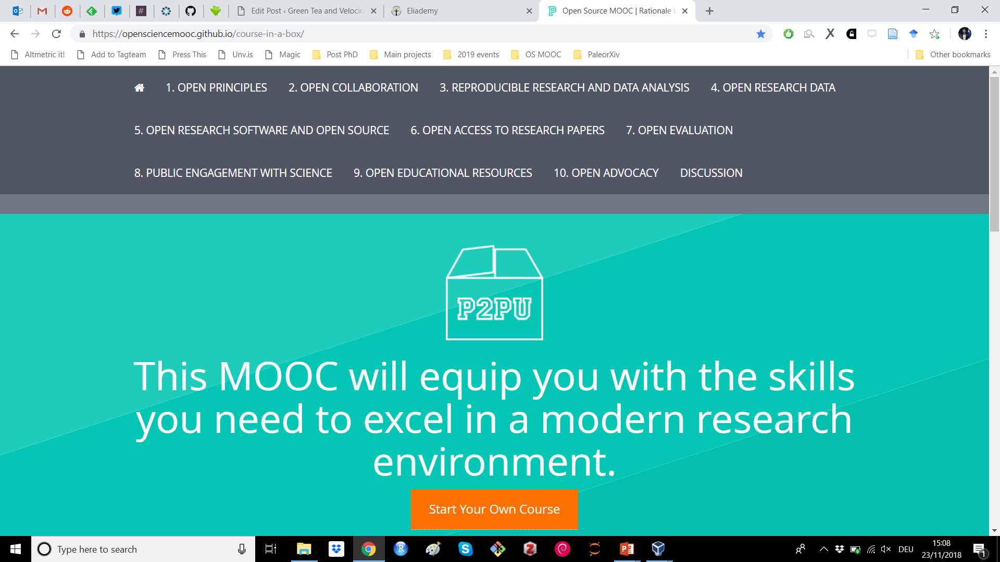 Edit Post ‹ Green Tea and Velocira
Eliademy
Open Source MOOC | Rationale b
https://opensciencemooc.github.io/course-in-a-box/
Altmetric it!
Add to Tagteam
Press This
Unv.is
Magic
Post PhD
Main projects
2019 events
OS MOOC
PaleorXiv
Other bookmarks
1. OPEN PRINCIPLES
2. OPEN COLLABORATION
3. REPRODUCIBLE RESEARCH AND DATA ANALYSIS
4. OPEN RESEARCH DATA
5. OPEN RESEARCH SOFTWARE AND OPEN SOURCE
6. OPEN ACCESS TO RESEARCH PAPERS
7. OPEN EVALUATION
8. PUBLIC ENGAGEMENT WITH SCIENCE
9. OPEN EDUCATIONAL RESOURCES
10. OPEN ADVOCACY
DISCUSSION
P2PU
This MOOC will equip you with the skills
you need to excel in a modern research
environment.
Start Your Own Course
Type here to search
DEU
15:08
23/11/2018
1